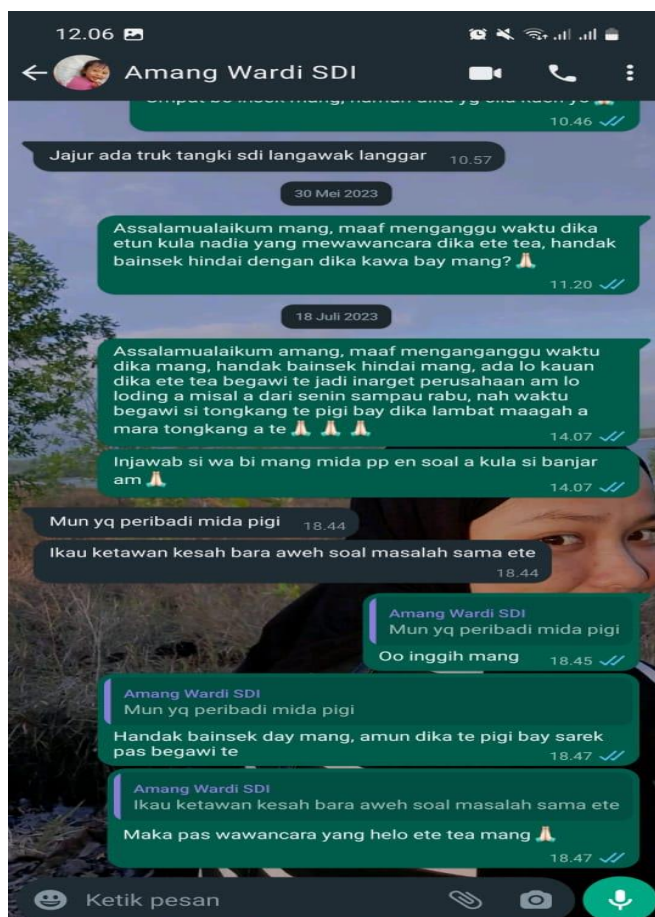 12.06
Amang Wardi SDI
10.46
Jajur ada truk tangki sdi langawak langgar 10.57
30 Mei 2023
Assalamualaikum mang, maaf menganggu waktu dika
etun kula nadia yang mewawancara dika ete tea, handak
bainsek hindai dengan dika kawa bay mang? 🙏🏻
11.20
18 Juli 2023
Assalamualaikum amang, maaf menganganggu waktu
dika mang, handak bainsek hindai mang, ada lo kauan
dika ete tea begawi te jadi inarget perusahaan am lo
loding a misal a dari senin sampau rabu, nah waktu
begawi si tongkang te pigi bay dika lambat maagah a
mara tongkang a te 🙏🏻 🙏🏻 🙏🏻
14.07
Injawab si wa bi mang mida pp en soal a kula si banjar
am 🙏🏻
14.07
Mun yq peribadi mida pigi 18.44
Ikau ketawan kesah bara aweh soal masalah sama ete
18.44
Amang Wardi SDI
Mun yq peribadi mida pigi
Oo inggih mang 18.45
Amang Wardi SDI
Mun yq peribadi mida pigi
Handak bainsek day mang, amun dika te pigi bay sarek
pas begawi te
18.47
Amang Wardi SDI
Ikau ketawan kesah bara aweh soal masalah sama ete
Maka pas wawancara yang helo ete tea mang 🙏🏻
18.47
Ketik pesan